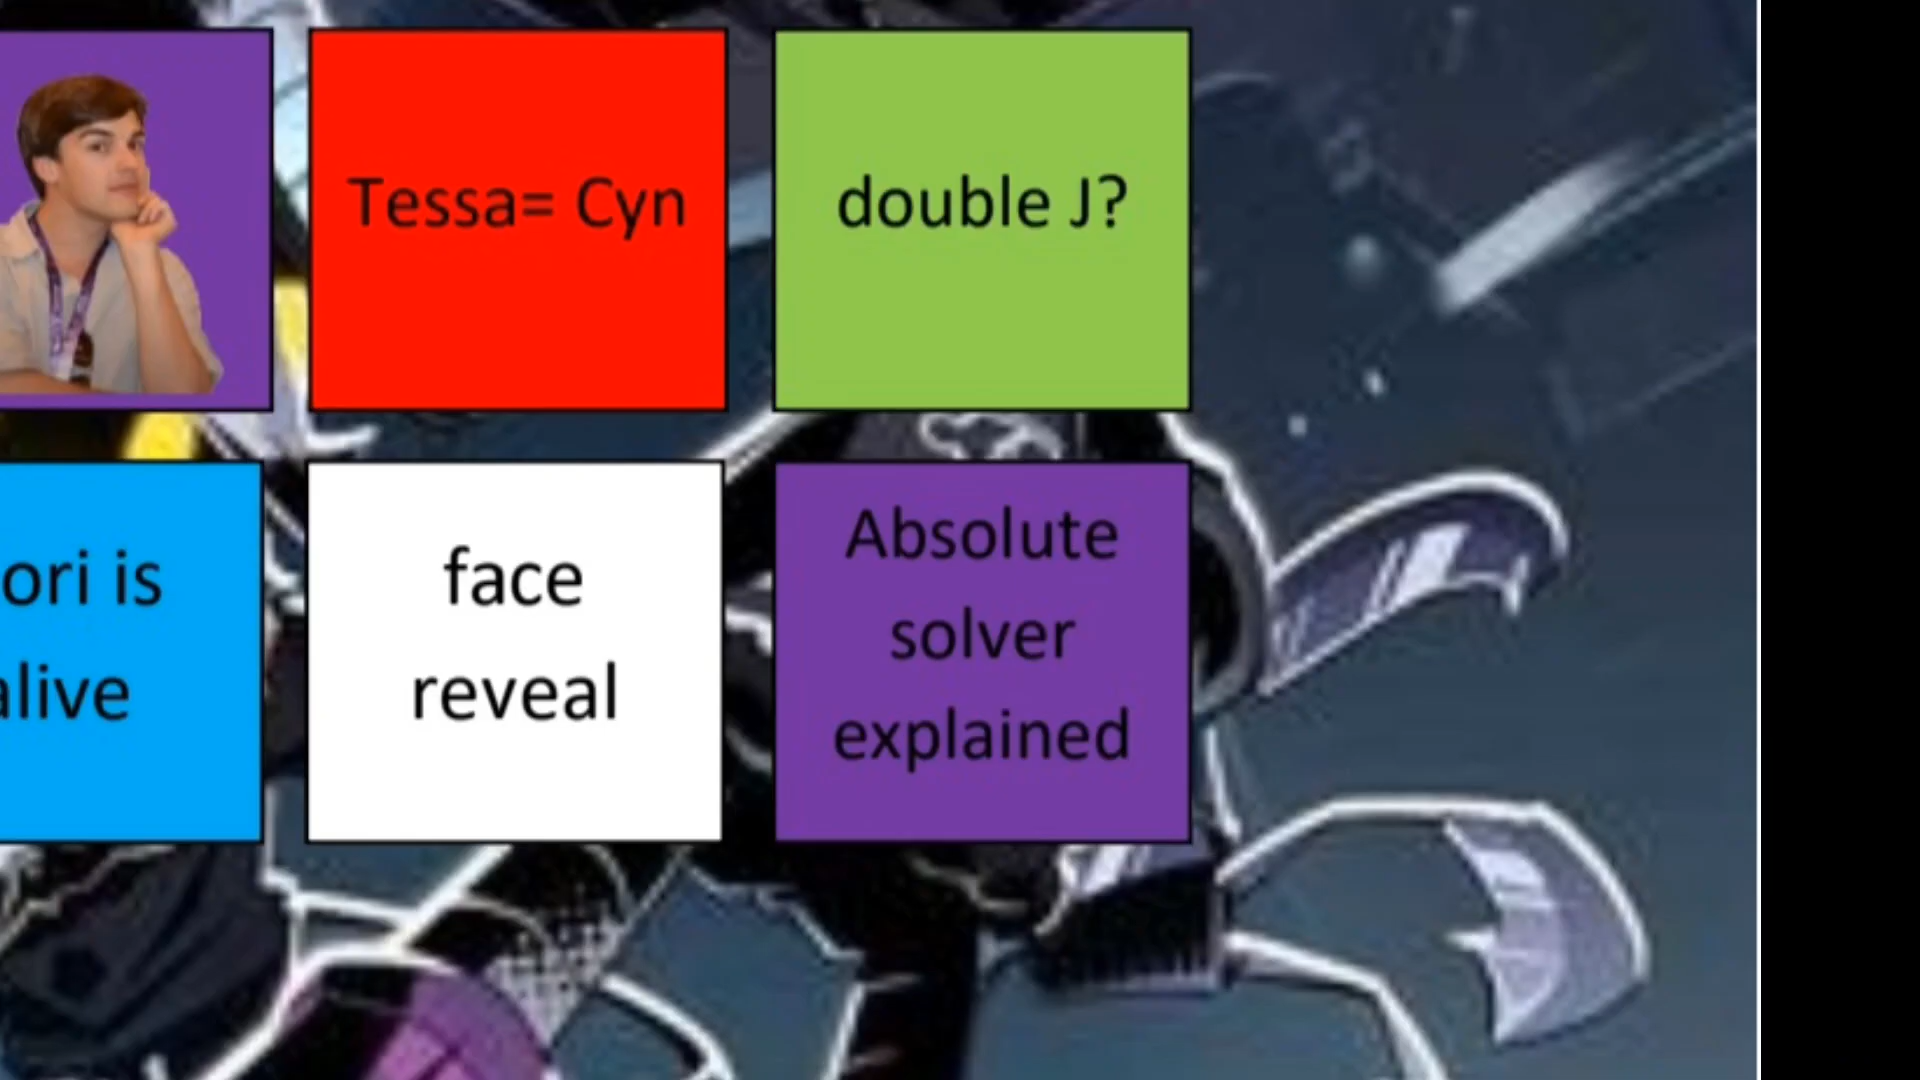 Tessa= Cyn
double J?
ori is
alive
face
reveal
Absolute
solver
explained